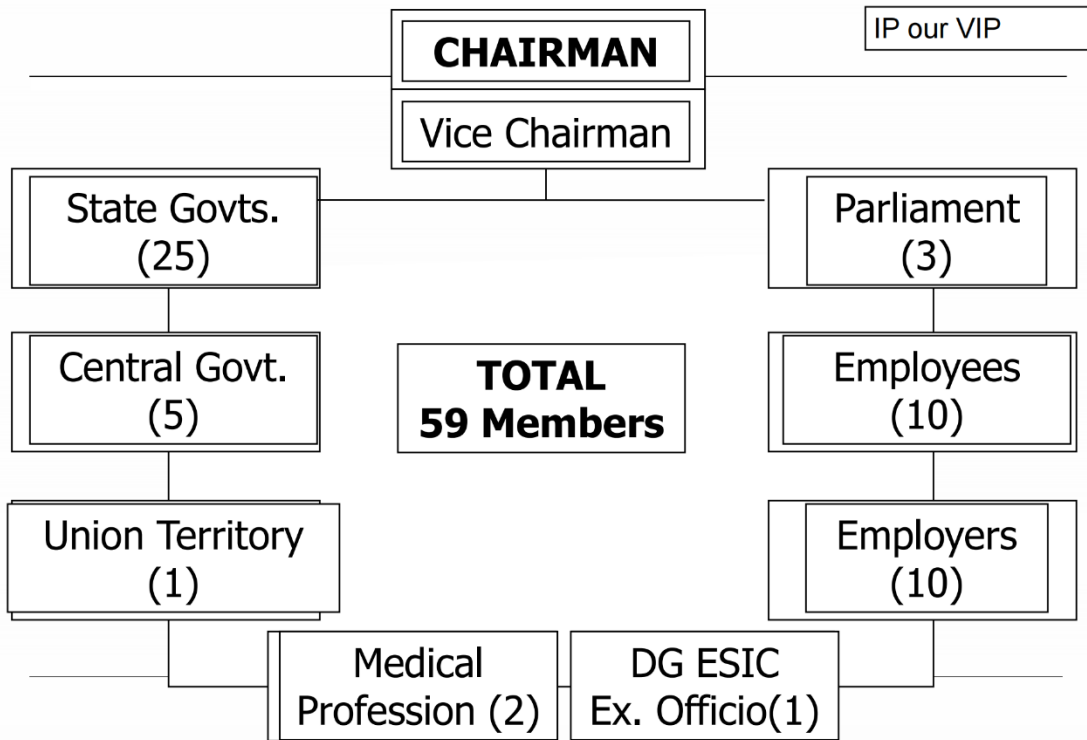 IP our VIP
CHAIRMAN
Vice Chairman
State Govts.
(25)
Parliament
(3)
Central Govt.
(5)
TOTAL
59 Members
Employees
(10)
Union Territory
(1)
Employers
(10)
Medical
Profession (2)
DG ESIC
Ex. Officio(1)